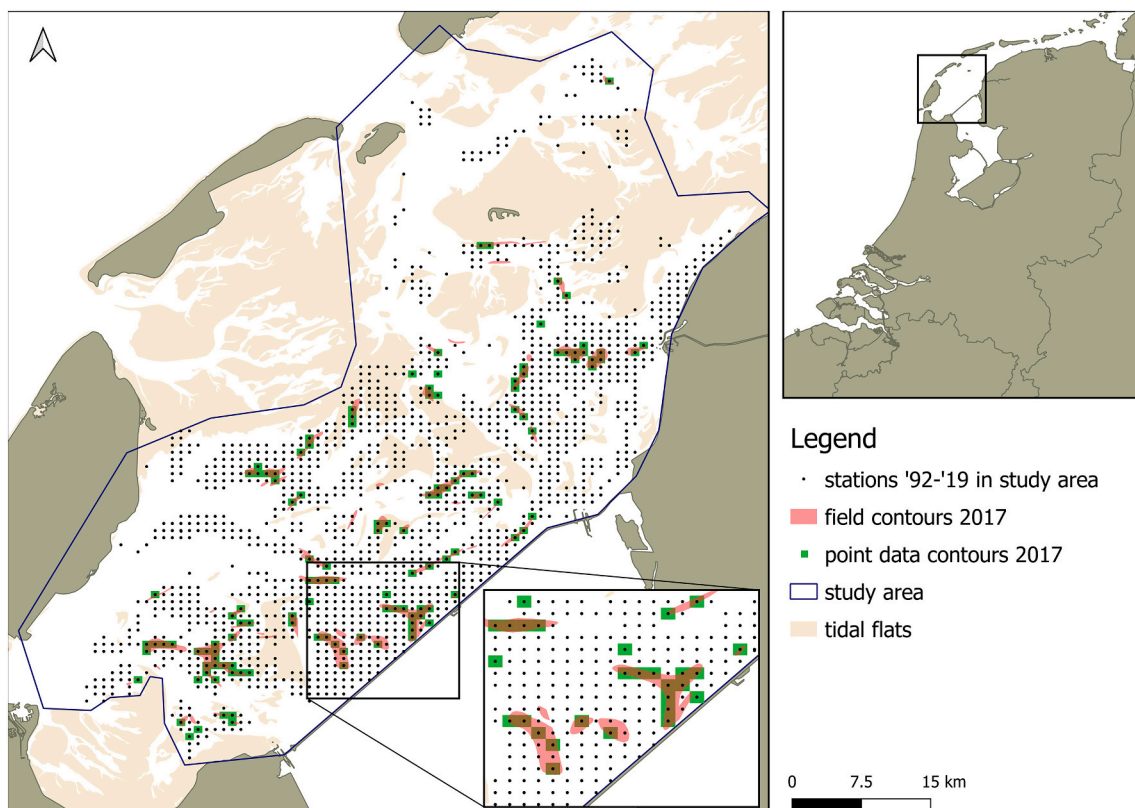 Legend
stations '92-'19 in study area
field contours 2017
point data contours 2017
study area
tidal flats
0 7.5 15 km